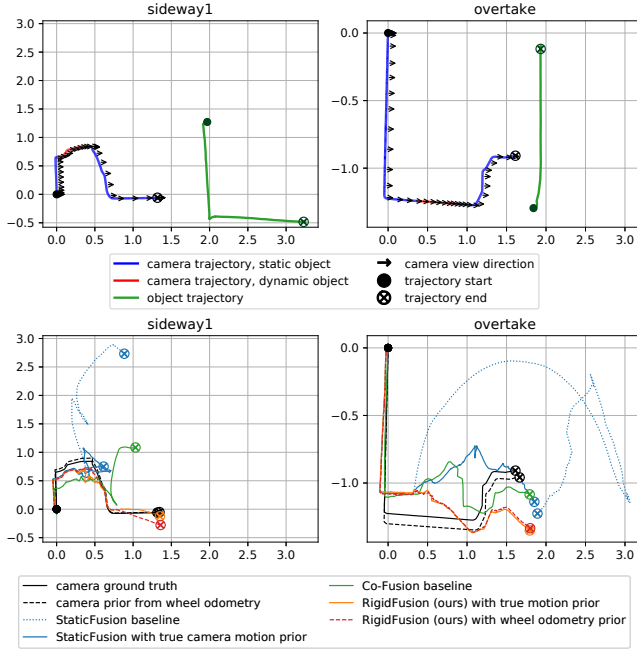 sideway1
overtake
3.0
2.5
2.0
1.5
1.0
0.5
0.0
−0.5
0.0 0.5 1.0 1.5 2.0 2.5 3.0
0.0
−0.5
−1.0
0.0 0.5 1.0 1.5 2.0 2.5 3.0
camera trajectory, static object
camera trajectory, dynamic object
object trajectory
camera view direction
trajectory start
trajectory end
sideway1
overtake
3.0
2.5
2.0
1.5
1.0
0.5
0.0
−0.5
0.0 0.5 1.0 1.5 2.0 2.5 3.0
0.0
−0.5
−1.0
0.0 0.5 1.0 1.5 2.0 2.5 3.0
camera ground truth
camera prior from wheel odometry
StaticFusion baseline
StaticFusion with true camera motion prior
Co-Fusion baseline
RigidFusion (ours) with true motion prior
RigidFusion (ours) with wheel odometry prior